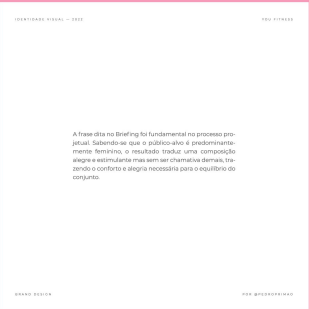 IDENTIDADE VISUAL — 2022
YOU FITNESS
A frase dita no Briefing foi fundamental no processo pro-
jetual. Sabendo-se que o público-alvo é predominante-
mente feminino, o resultado traduz uma composição
alegre e estimulante mas sem ser chamativa demais, tra-
zendo o conforto e alegria necessária para o equilíbrio do
conjunto.
BRAND DESIGN